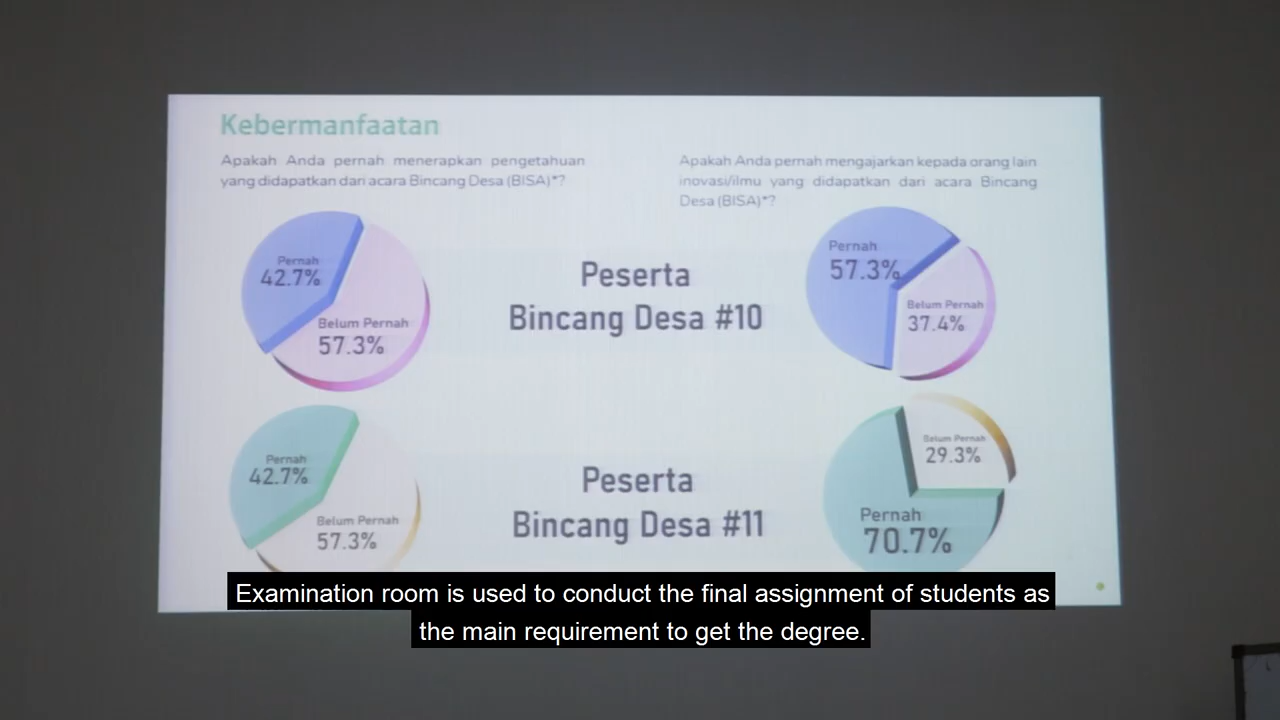 Kebermanfaatan
Apakah Anda pernah menerapkan pengetahuan
yang didapatkan dari acara Bincang Desa (BISA)*?
Apakah Anda pernah mengajarkan kepada orang lain
inovasi/ilmu yang didapatkan dari acara Bincang
Desa (BISA)*?
Pernah
42.7%
Belum Pernah
57.3%
Peserta
Bincang Desa #10
Pernah
57.3%
Belum Pernah
37.4%
Pernah
42.7%
Belum Pernah
57.3%
Peserta
Bincang Desa #11
Belum Pernah
29.3%
Pernah
70.7%
Examination room is used to conduct the final assignment of students as
the main requirement to get the degree.